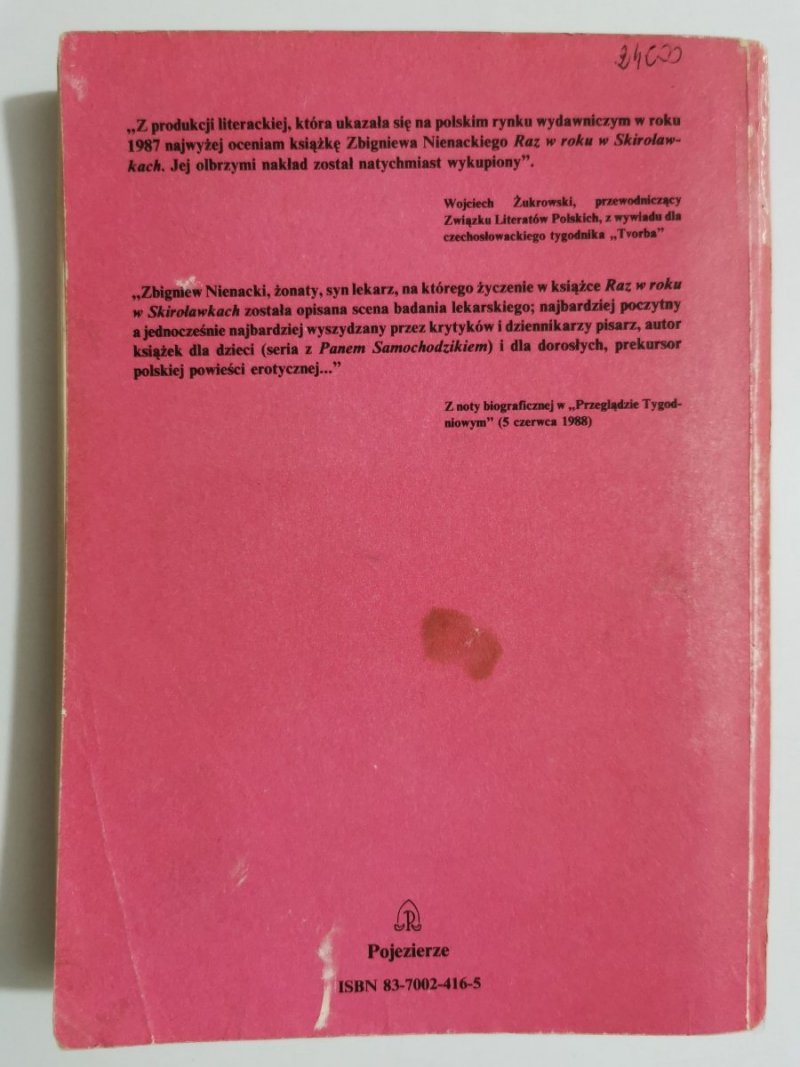 24000
„Z produkcji literackiej, która ukazała się na polskim rynku wydawniczym w roku
1987 najwyżej oceniam książkę Zbigniewa Nienackiego Raz w roku w Skiroław-
kach. Jej olbrzymi nakład został natychmiast wykupiony”.
Wojciech Żukrowski, przewodniczący
Związku Literatów Polskich, z wywiadu dla
czechosłowackiego tygodnika „Tvorba”
„Zbigniew Nienacki, żonaty, syn lekarz, na którego życzenie w książce Raz w roku
w Skiroławkach została opisana scena badania lekarskiego; najbardziej poczytny
a jednocześnie najbardziej wyszydzany przez krytyków i dziennikarzy pisarz, autor
książek dla dzieci (seria z Panem Samochodzikiem) i dla dorosłych, prekursor
polskiej powieści erotycznej...”
Z noty biograficznej w „Przeglądzie Tygod-
niowym” (5 czerwca 1988)
Pojezierze
ISBN 83-7002-416-5